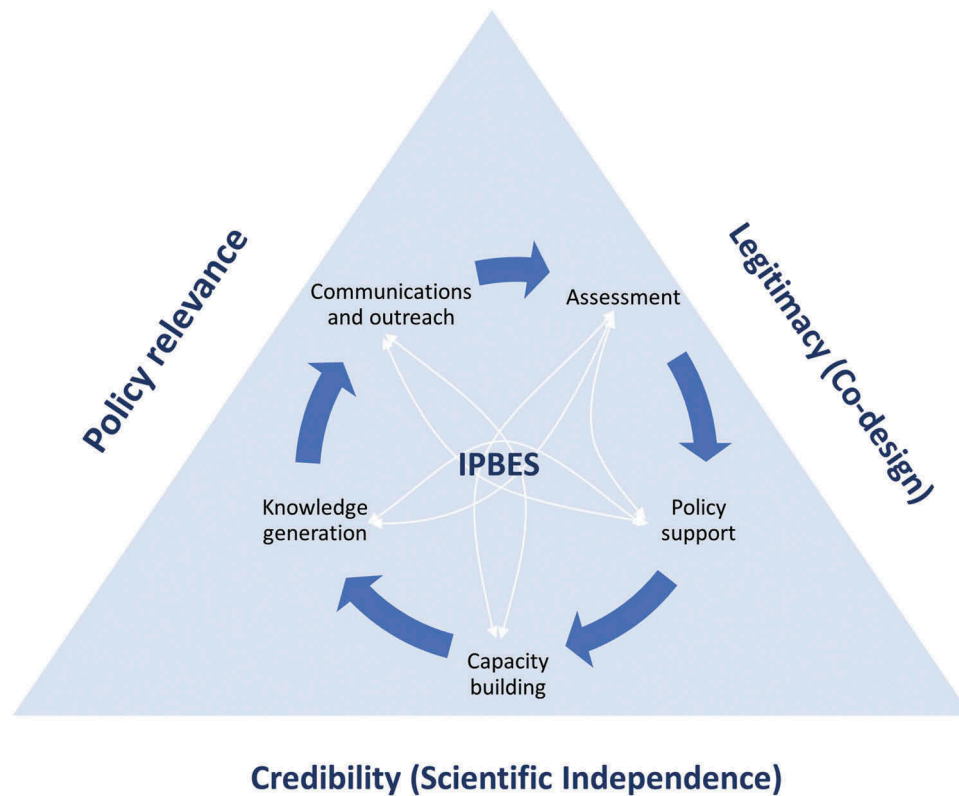 Policy relevance
Legitimacy (Co-design)
Communications
and outreach
Assessment
IPBES
Knowledge
generation
Policy
support
Capacity
building
Credibility (Scientific Independence)